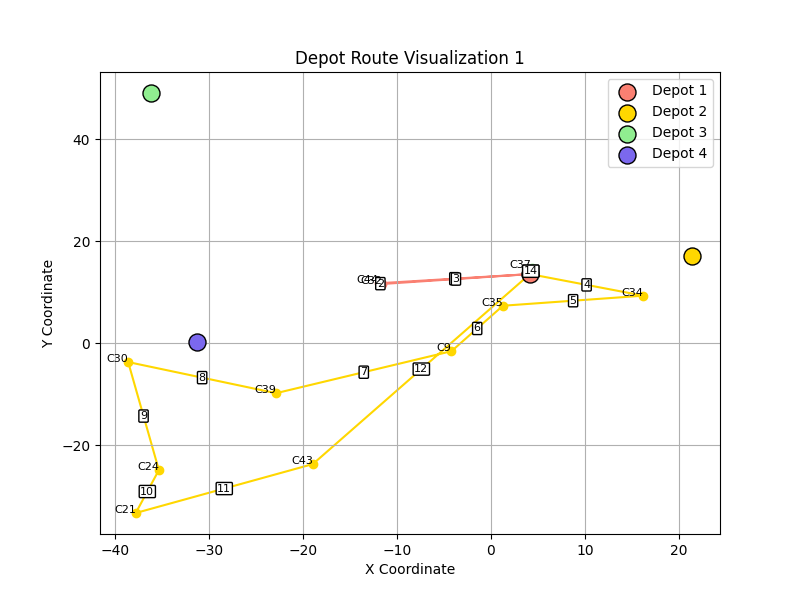 Depot Route Visualization 1
Depot 1
Depot 2
Depot 3
Depot 4
Y Coordinate
40
20
0
−20
−40
−30
−20
−10
0
10
20
X Coordinate
C37
14
3
2
4
C34
5
C35
6
C9
12
7
C39
8
C30
9
C24
10
C21
11
C43